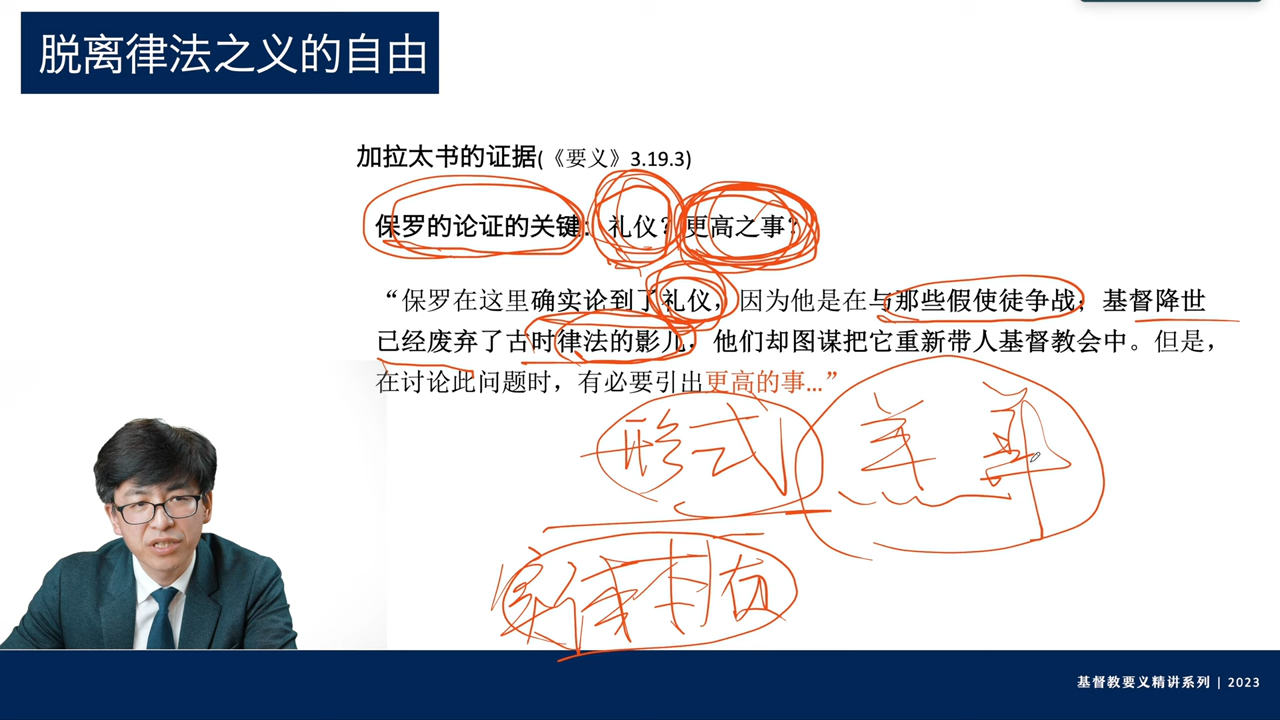 脱离律法之义的自由
加拉太书的证据(《要义》3.19.3)
保罗的论证的关键：礼仪？更高之事？
“保罗在这里确实论到了礼仪，因为他是在与那些假使徒争战；基督降世
已经废弃了古时律法的影儿，他们却图谋把它重新带人基督教会中。但是，
在讨论此问题时，有必要引出更高的事...”
形式
羊
实体
基督教要义精讲系列 | 2023